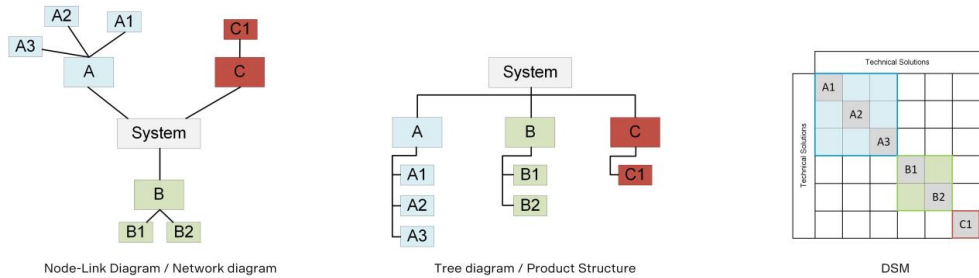 A2
A1
A3
A
C1
C
System
B
B1 B2
Node-Link Diagram / Network diagram
System
A B C
A1 B1 C1
A2 B2
A3
Tree diagram / Product Structure
Technical Solutions
Technical Solutions
A1
A2
A3
B1
B2
C1
DSM